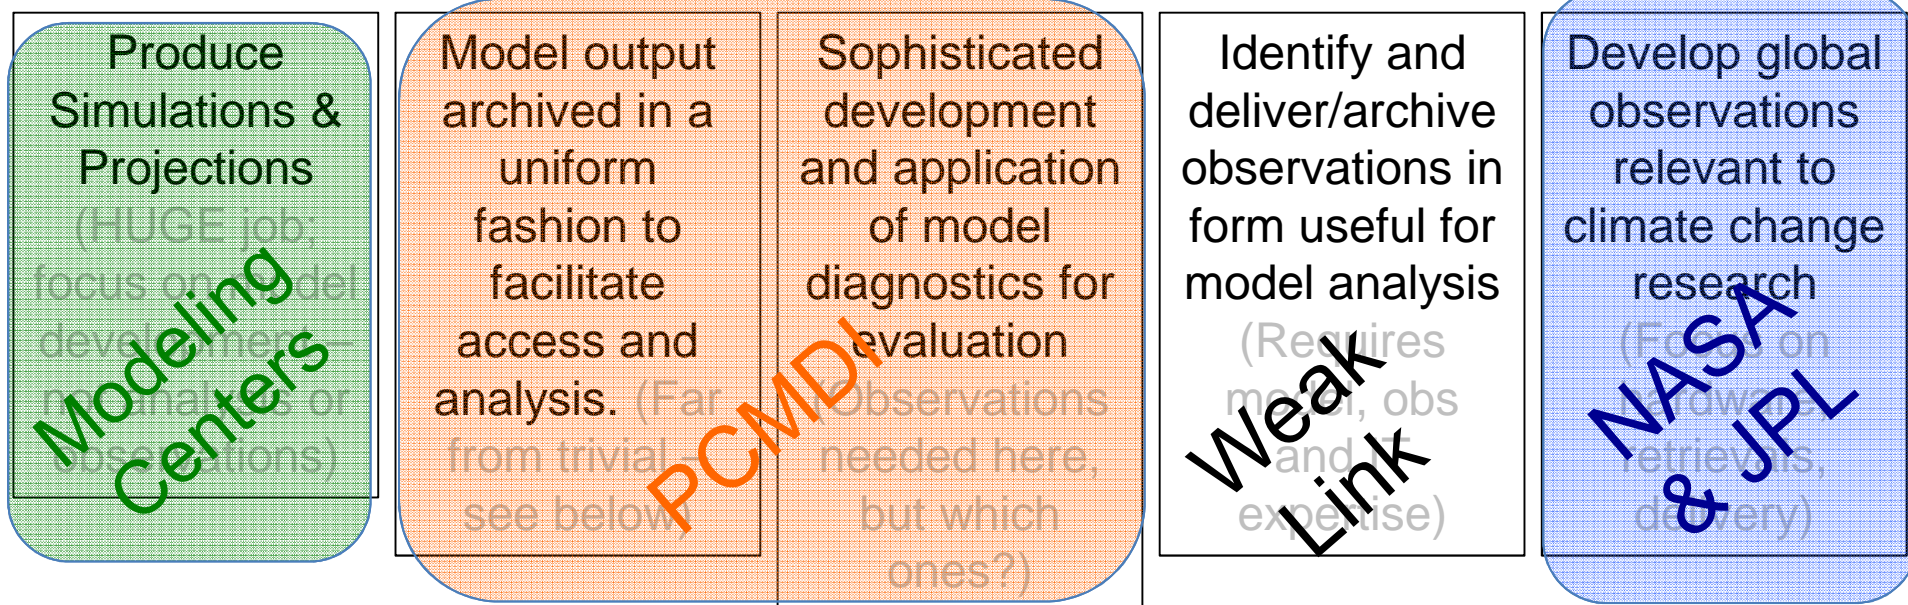 Produce
Simulations &
Projections
(HUGE job;
focus on model
development –
not analysis or
observations)
Modeling
Centers
Model output
archived in a
uniform
fashion to
facilitate
access and
analysis. (Far
from trivial –
see below)
Sophisticated
development
and application
of model
diagnostics for
evaluation
(Observations
needed here,
but which
ones?)
PCMDI
Identify and
deliver/archive
observations in
form useful for
model analysis
(Requires
model, obs
and IT
expertise)
Weak
Link
Develop global
observations
relevant to
climate change
research
(Focus on
hardware
retrievals,
delivery)
NASA
& JPL